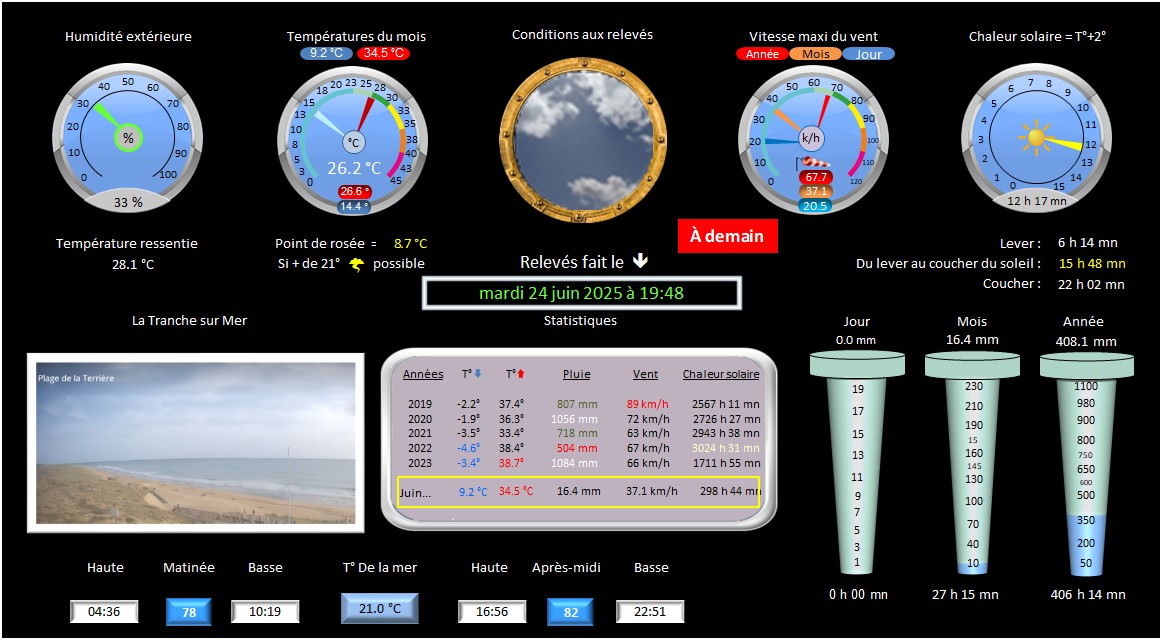 Humidité extérieure
Températures du mois
9.2 °C 34.5 °C
Conditions aux relevés
Vitesse maxi du vent
Année Mois Jour
Chaleur solaire = T°+2°
0 10 20 30 40 50 60 70 80 90 100
%
33 %
0 3 5 8 10 13 15 18 20 23 25 28 30 33 35 38 40 43 45
°C
26.2 °C
26.6 °
14.4 °
0 10 20 30 40 50 60 70 80 90 100 110 120
k/h
67.7
37.1
20.5
0 1 2 3 4 5 6 7 8 9 10 11 12 13 14 15
12 h 17 mn
Température ressentie
28.1 °C
Point de rosée = 8.7 °C
Si + de 21° possible
À demain
Relevés fait le
mardi 24 juin 2025 à 19:48
Lever : 6 h 14 mn
Du lever au coucher du soleil : 15 h 48 mn
Coucher : 22 h 02 mn
La Tranche sur Mer
Plage de la Terrière
Statistiques
Années T° T° Pluie Vent Chaleur solaire
2019 -2.2° 37.4° 807 mm 89 km/h 2567 h 11 mn
2020 -1.9° 36.3° 1056 mm 72 km/h 2726 h 27 mn
2021 -3.5° 33.4° 718 mm 63 km/h 2943 h 38 mn
2022 -4.6° 38.4° 504 mm 67 km/h 3024 h 31 mn
2023 -3.4° 38.7° 1084 mm 66 km/h 1711 h 55 mn
Juin... 9.2 °C 34.5 °C 16.4 mm 37.1 km/h 298 h 44 mn
Jour
0.0 mm
19
17
15
13
11
9
7
5
3
1
0 h 00 mn
Mois
16.4 mm
230
210
190
15
160
145
130
100
70
40
10
27 h 15 mn
Année
408.1 mm
1100
980
900
800
750
650
600
500
350
200
50
406 h 14 mn
Haute Matinée Basse
04:36 78 10:19
T° De la mer
21.0 °C
Haute Après-midi Basse
16:56 82 22:51